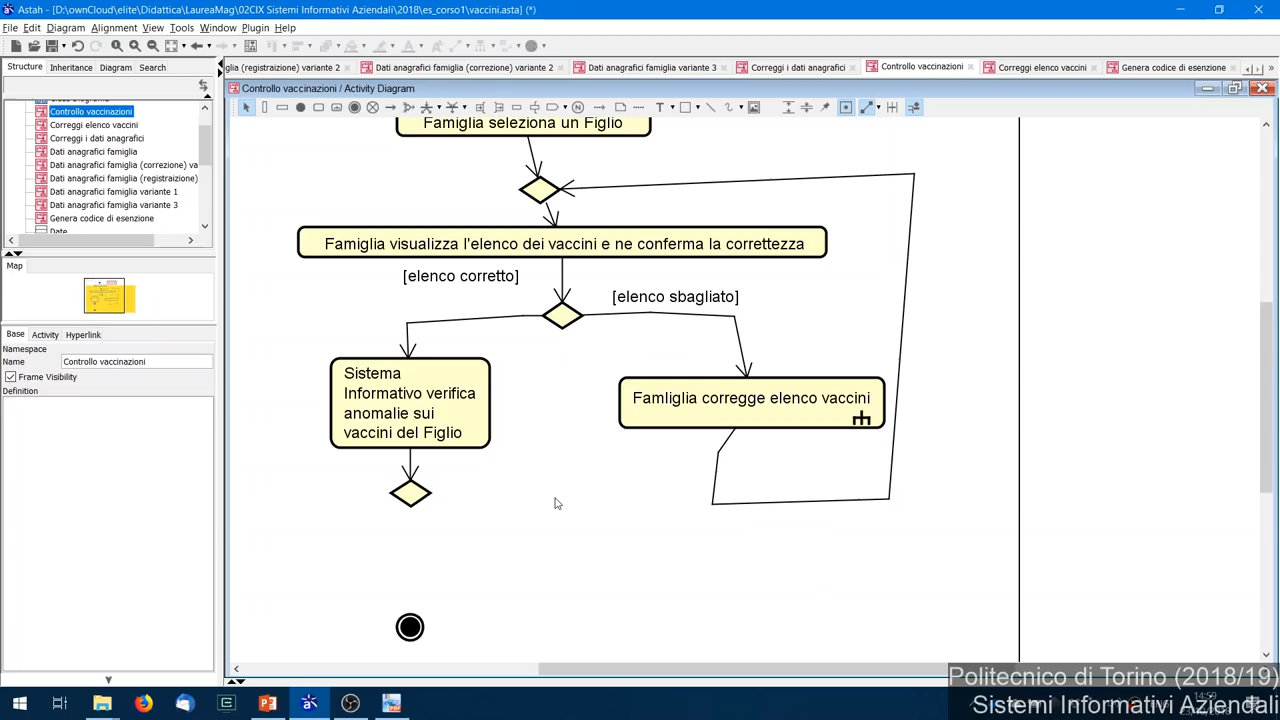 Astah - [D:\ownCloud\elite\Didattica\LaureaMag\02CIX Sistemi Informativi Aziendali\2018\es_corso1\vaccini.asta] (*)
File Edit Diagram Alignment View Tools Window Plugin Help
Structure Inheritance Diagram Search
glia (registrazione) variante 2 Dati anagrafici famiglia (correzione) variante 2 Dati anagrafici famiglia variante 3 Correggi i dati anagrafici Controllo vaccinazioni Correggi elenco vaccini Genera codice di esenzione
Controllo vaccinazioni / Activity Diagram
Controllo vaccinazioni
Correggi elenco vaccini
Correggi i dati anagrafici
Dati anagrafici famiglia
Dati anagrafici famiglia (correzione) va
Dati anagrafici famiglia (registraizione)
Dati anagrafici famiglia variante 1
Dati anagrafici famiglia variante 3
Genera codice di esenzione
Date
Map
Base Activity Hyperlink
Namespace
Name Controllo vaccinazioni
Frame Visibility
Definition
Famiglia seleziona un Figlio
Famiglia visualizza l'elenco dei vaccini e ne conferma la correttezza
[elenco corretto]
[elenco sbagliato]
Sistema
Informativo verifica
anomalie sui
vaccini del Figlio
Famliglia corregge elenco vaccini
Politecnico di Torino (2018/19)
14:59
Sistemi Informativi Aziendali